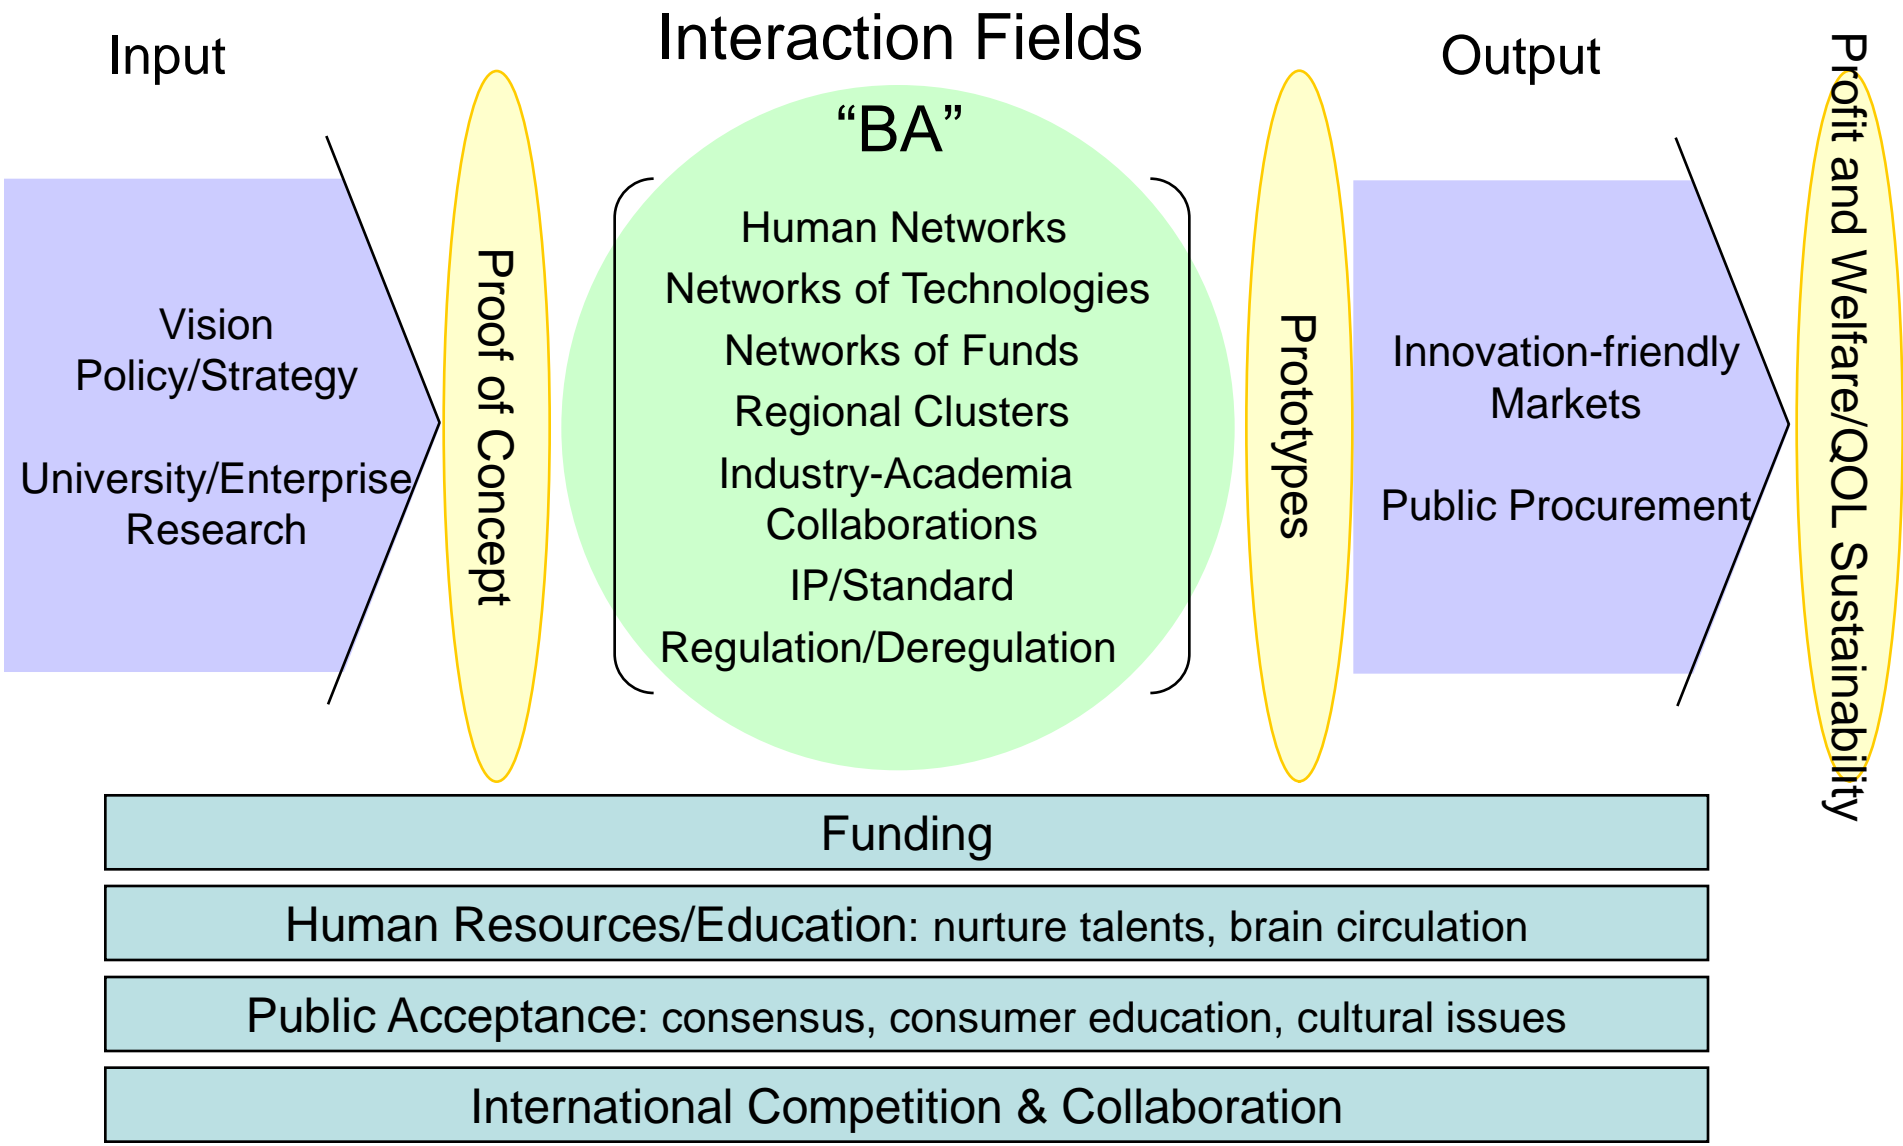 Input
Interaction Fields
Output
“BA”
Vision
Policy/Strategy
University/Enterprise
Research
Proof of Concept
Human Networks
Networks of Technologies
Networks of Funds
Regional Clusters
Industry-Academia
Collaborations
IP/Standard
Regulation/Deregulation
Prototypes
Innovation-friendly
Markets
Public Procurement
Profit and Welfare/QOL Sustainability
Funding
Human Resources/Education: nurture talents, brain circulation
Public Acceptance: consensus, consumer education, cultural issues
International Competition & Collaboration